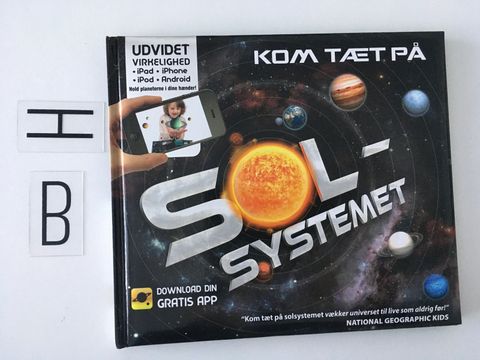 UDVIDET
VIRKELIGHED
• iPad • iPhone
• iPod • Android
Hold planeterne i dine hænder!
KOM TÆT PÅ
H
B
SOL-
SYSTEMET
DOWNLOAD DIN
GRATIS APP
"Kom tæt på solsystemet vækker universet til live som aldrig før!"
NATIONAL GEOGRAPHIC KIDS